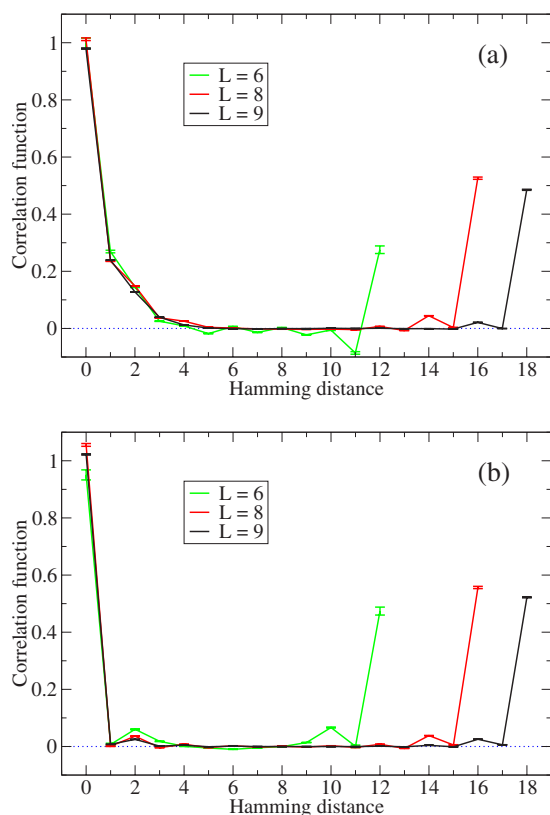 (a)
L = 6
L = 8
L = 9
Correlation function
1
0.8
0.6
0.4
0.2
0
0 2 4 6 8 10 12 14 16 18
Hamming distance
(b)
L = 6
L = 8
L = 9
Correlation function
1
0.8
0.6
0.4
0.2
0
0 2 4 6 8 10 12 14 16 18
Hamming distance